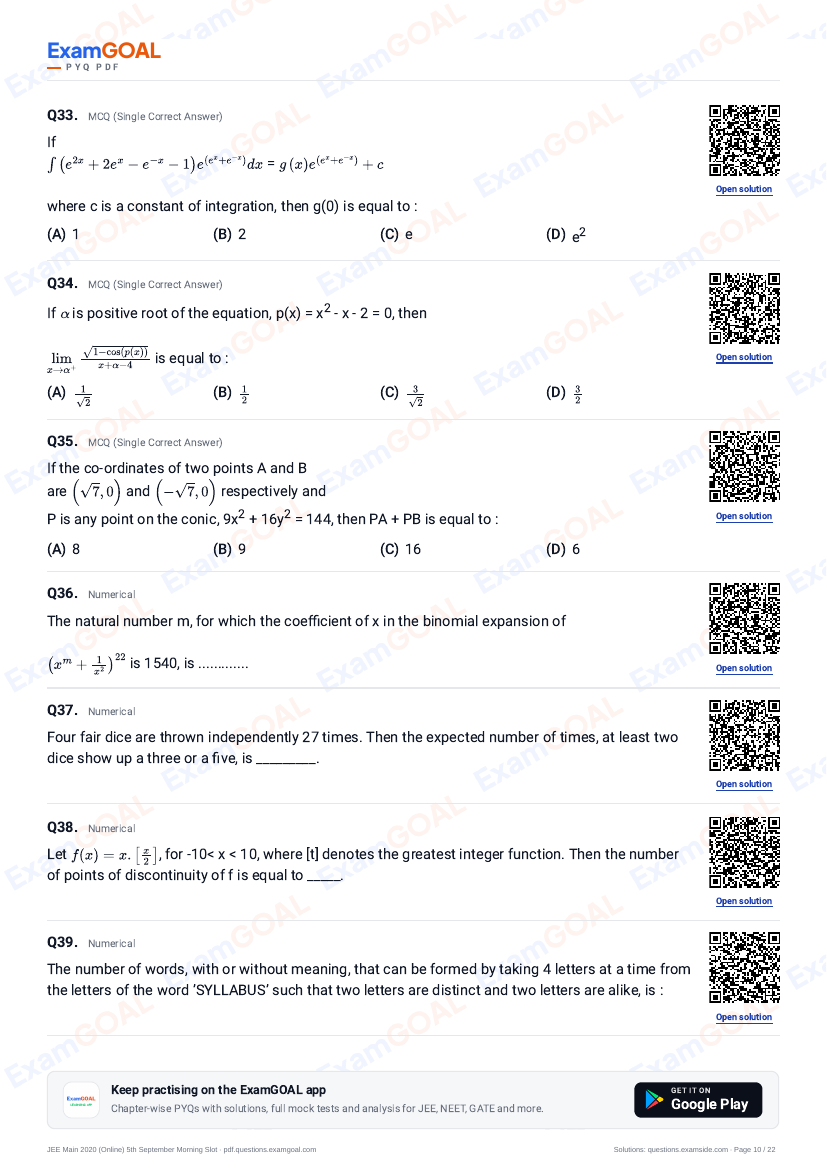 ExamGOAL
PYQ PDF
Q33. MCQ (Single Correct Answer)
If
∫ (e^{2x} + 2e^x − e^{−x} − 1)e^{(e^x+e^{−x})}dx = g (x)e^{(e^x+e^{−x})} + c
where c is a constant of integration, then g(0) is equal to :
(A) 1 (B) 2 (C) e (D) e^2
Open solution
Q34. MCQ (Single Correct Answer)
If α is positive root of the equation, p(x) = x^2 - x - 2 = 0, then
lim_{x→α^+} \frac{\sqrt{1−cos(p(x))}}{x+α−4} is equal to :
(A) \frac{1}{\sqrt{2}} (B) \frac{1}{2} (C) \frac{3}{\sqrt{2}} (D) \frac{3}{2}
Open solution
Q35. MCQ (Single Correct Answer)
If the co-ordinates of two points A and B
are (√7, 0) and (−√7, 0) respectively and
P is any point on the conic, 9x^2 + 16y^2 = 144, then PA + PB is equal to :
(A) 8 (B) 9 (C) 16 (D) 6
Open solution
Q36. Numerical
The natural number m, for which the coefficient of x in the binomial expansion of
(x^m + \frac{1}{x^2})^{22} is 1540, is .............
Open solution
Q37. Numerical
Four fair dice are thrown independently 27 times. Then the expected number of times, at least two
dice show up a three or a five, is _________.
Open solution
Q38. Numerical
Let f(x) = x. [\frac{x}{2}], for -10< x < 10, where [t] denotes the greatest integer function. Then the number
of points of discontinuity of f is equal to _____.
Open solution
Q39. Numerical
The number of words, with or without meaning, that can be formed by taking 4 letters at a time from
the letters of the word ’SYLLABUS’ such that two letters are distinct and two letters are alike, is :
Open solution
ExamGOAL
Keep practising on the ExamGOAL app
Chapter-wise PYQs with solutions, full mock tests and analysis for JEE, NEET, GATE and more.
GET IT ON
Google Play
JEE Main 2020 (Online) 5th September Morning Slot · pdf.questions.examgoal.com
Solutions: questions.examside.com · Page 10 / 22